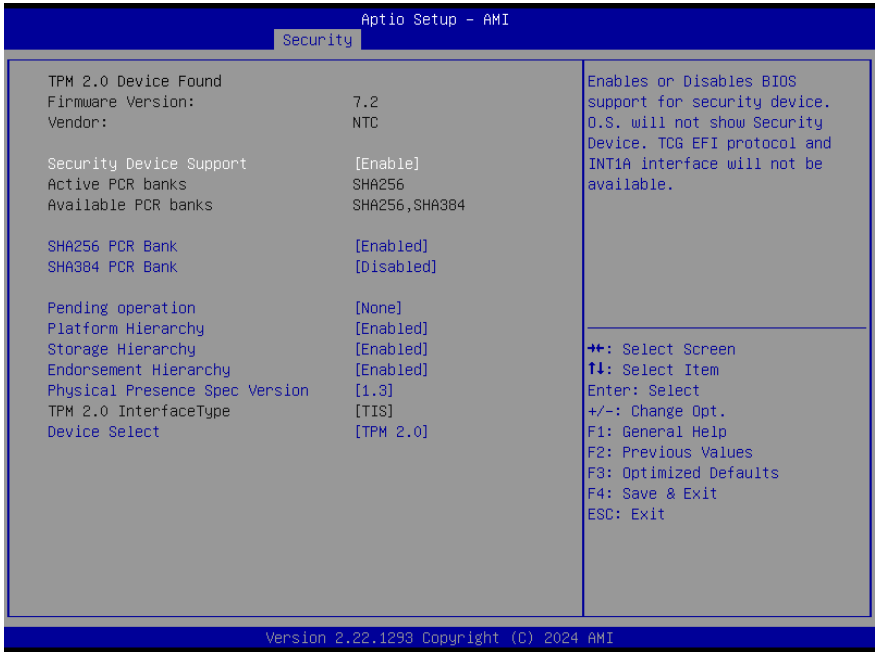 Aptio Setup – AMI
Security
TPM 2.0 Device Found
Firmware Version: 7.2
Vendor: NTC
Security Device Support [Enable]
Active PCR banks SHA256
Available PCR banks SHA256,SHA384
SHA256 PCR Bank [Enabled]
SHA384 PCR Bank [Disabled]
Pending operation [None]
Platform Hierarchy [Enabled]
Storage Hierarchy [Enabled]
Endorsement Hierarchy [Enabled]
Physical Presence Spec Version [1.3]
TPM 2.0 InterfaceType [TIS]
Device Select [TPM 2.0]
Enables or Disables BIOS
support for security device.
O.S. will not show Security
Device. TCG EFI protocol and
INT1A interface will not be
available.
→←: Select Screen
↑↓: Select Item
Enter: Select
+/-: Change Opt.
F1: General Help
F2: Previous Values
F3: Optimized Defaults
F4: Save & Exit
ESC: Exit
Version 2.22.1293 Copyright (C) 2024 AMI